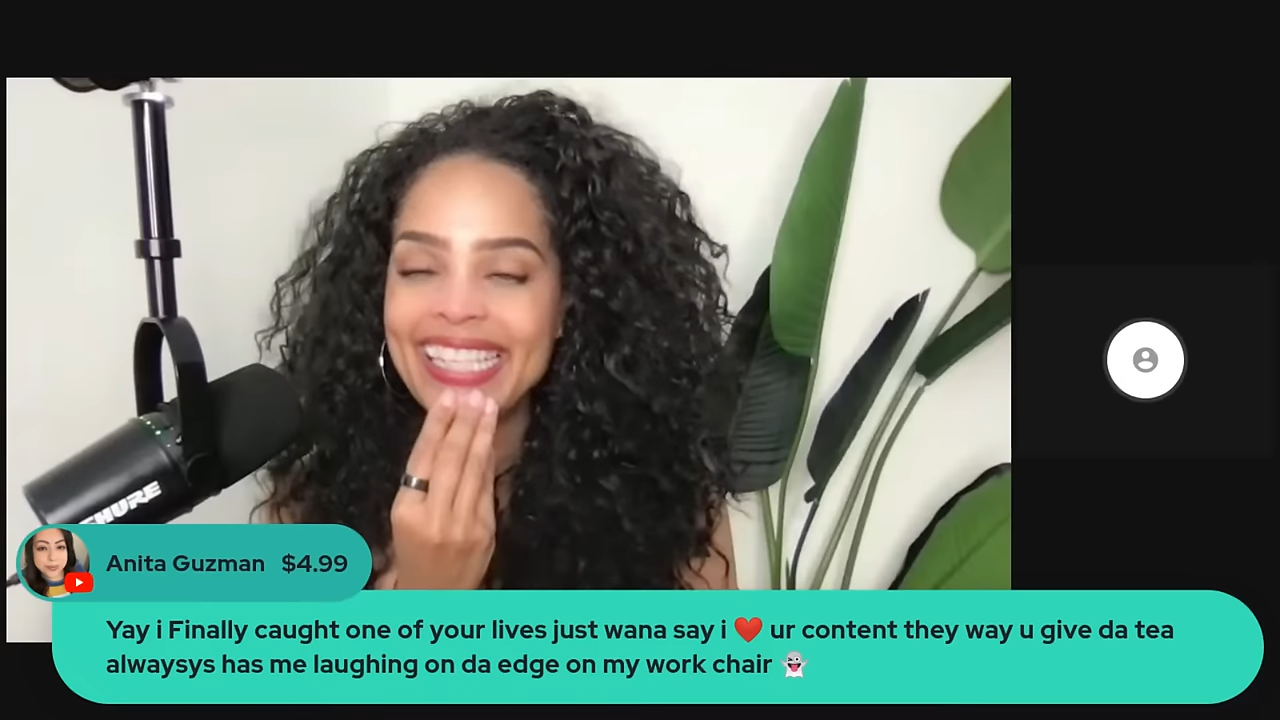 SHURE
Anita Guzman $4.99
Yay i Finally caught one of your lives just wana say i ❤️ ur content they way u give da tea
alwaysys has me laughing on da edge on my work chair 👻